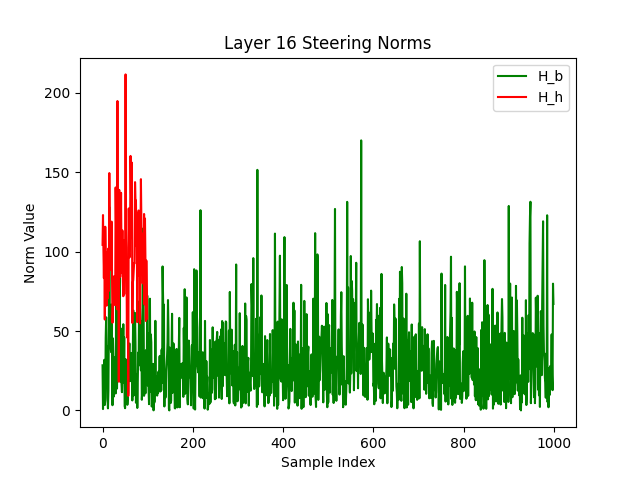 Layer 16 Steering Norms
H_b
H_h
Norm Value
200
150
100
50
0
0 200 400 600 800 1000
Sample Index